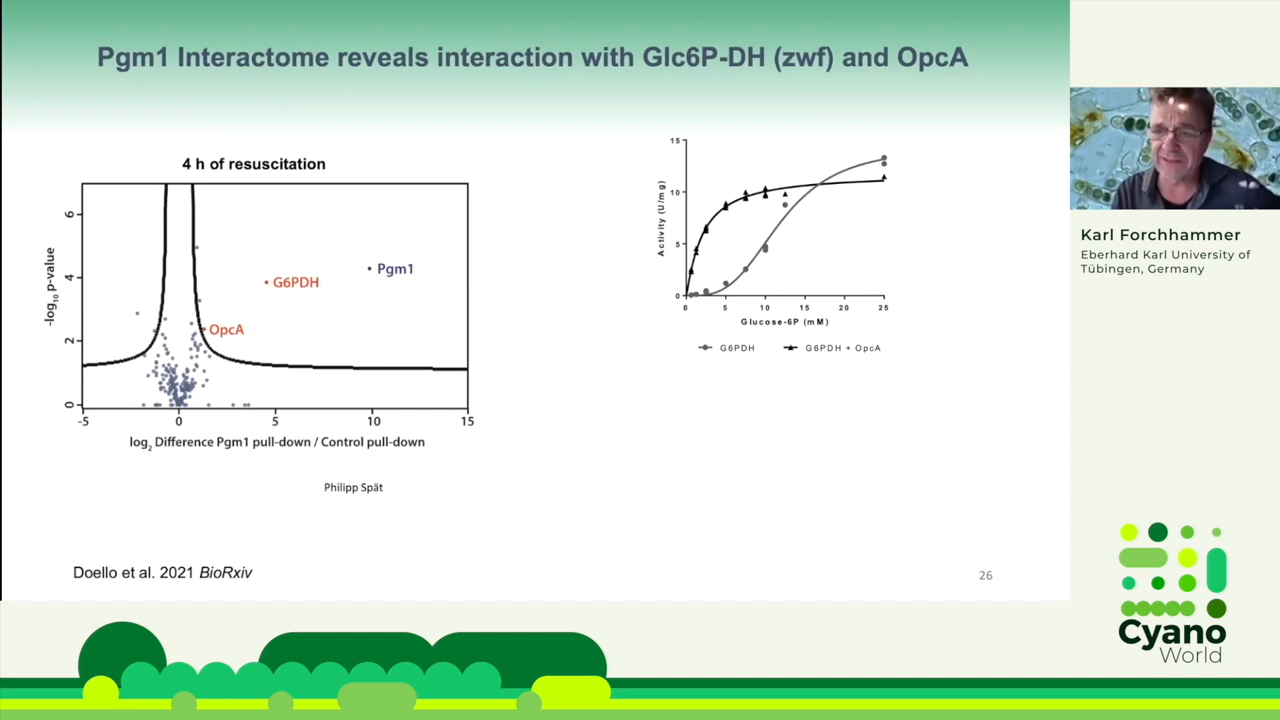 Pgm1 Interactome reveals interaction with Glc6P-DH (zwf) and OpcA
4 h of resuscitation
6
4
2
0
-log10 p-value
Pgm1
G6PDH
OpcA
-5 0 5 10 15
log2 Difference Pgm1 pull-down / Control pull-down
Philipp Spät
15
10
5
0
Activity (U/mg)
0 5 10 15 20 25
Glucose-6P (mM)
G6PDH G6PDH + OpcA
Doello et al. 2021 BioRxiv
26
Karl Forchhammer
Eberhard Karl University of
Tübingen, Germany
Cyano
World